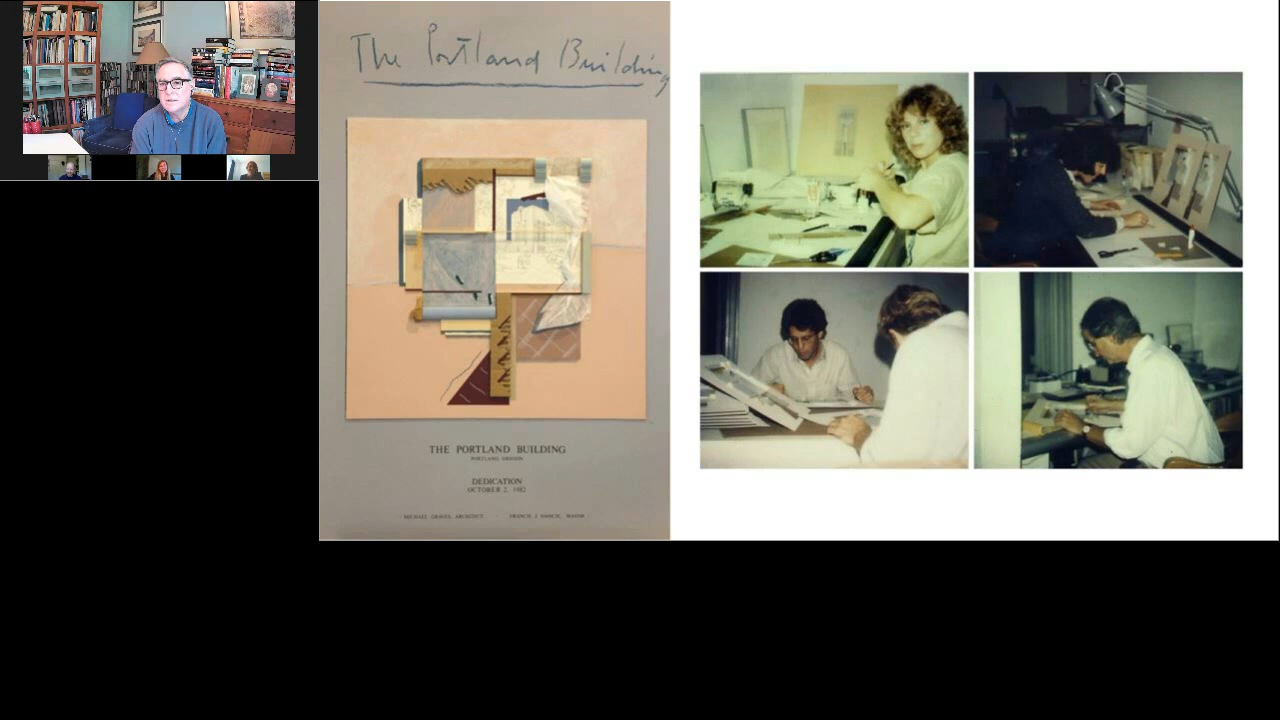 The Portland Building
THE PORTLAND BUILDING
PORTLAND, OREGON
DEDICATION
OCTOBER 2, 1982
MICHAEL GRAVES, ARCHITECT · FRANCIS J. IVANCIE, MAYOR